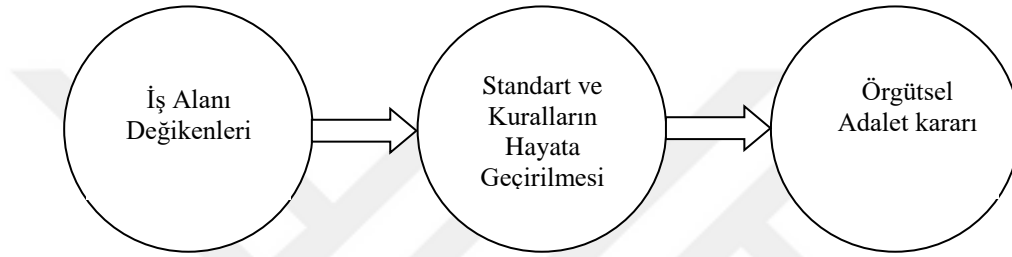 İş Alanı
Değikenleri
Standart ve
Kuralların
Hayata
Geçirilmesi
Örgütsel
Adalet kararı